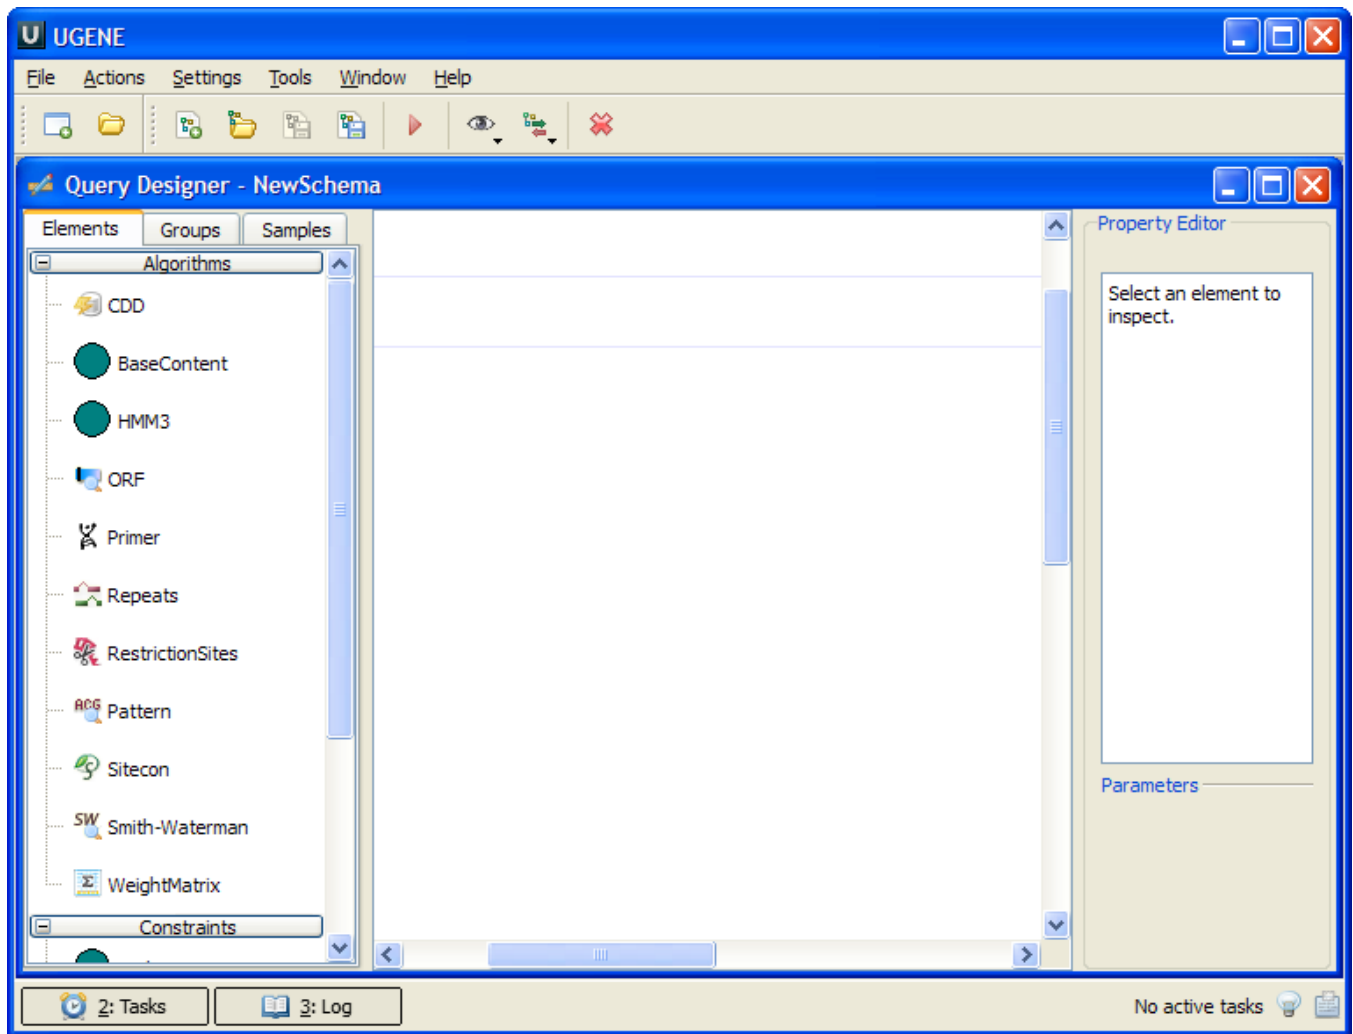 UGENE
File Actions Settings Tools Window Help
Query Designer - NewSchema
Elements Groups Samples
Property Editor
Algorithms
CDD
BaseContent
HMM3
ORF
Primer
Repeats
RestrictionSites
ACG Pattern
Sitecon
SW Smith-Waterman
Σ WeightMatrix
Constraints
Select an element to
inspect.
Parameters
2: Tasks
3: Log
No active tasks